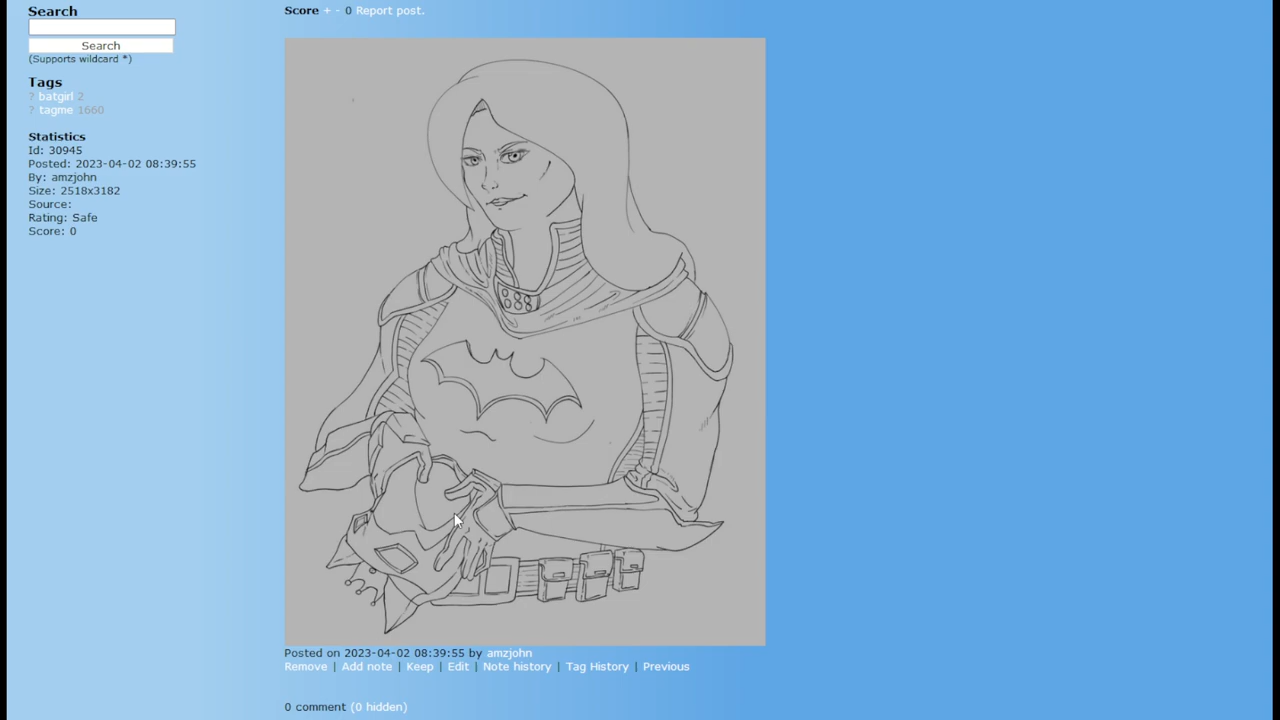 Search
Search
(Supports wildcard *)
Tags
? batgirl 2
? tagme 1660
Statistics
Id: 30945
Posted: 2023-04-02 08:39:55
By: amzjohn
Size: 2518x3182
Source:
Rating: Safe
Score: 0
Score + - 0 Report post.
Posted on 2023-04-02 08:39:55 by amzjohn
Remove | Add note | Keep | Edit | Note history | Tag History | Previous
0 comment (0 hidden)